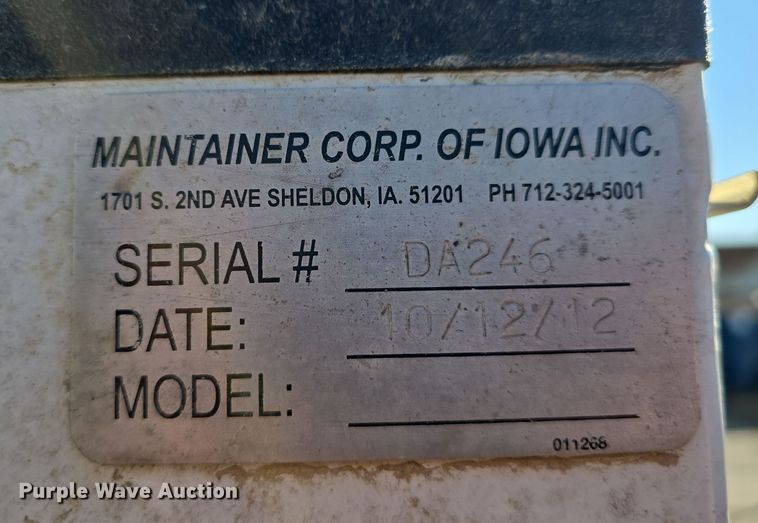 MAINTAINER CORP. OF IOWA INC.
1701 S. 2ND AVE SHELDON, IA. 51201 PH 712-324-5001
SERIAL # DA246
DATE: 10/12/12
MODEL:
011268
Purple Wave Auction